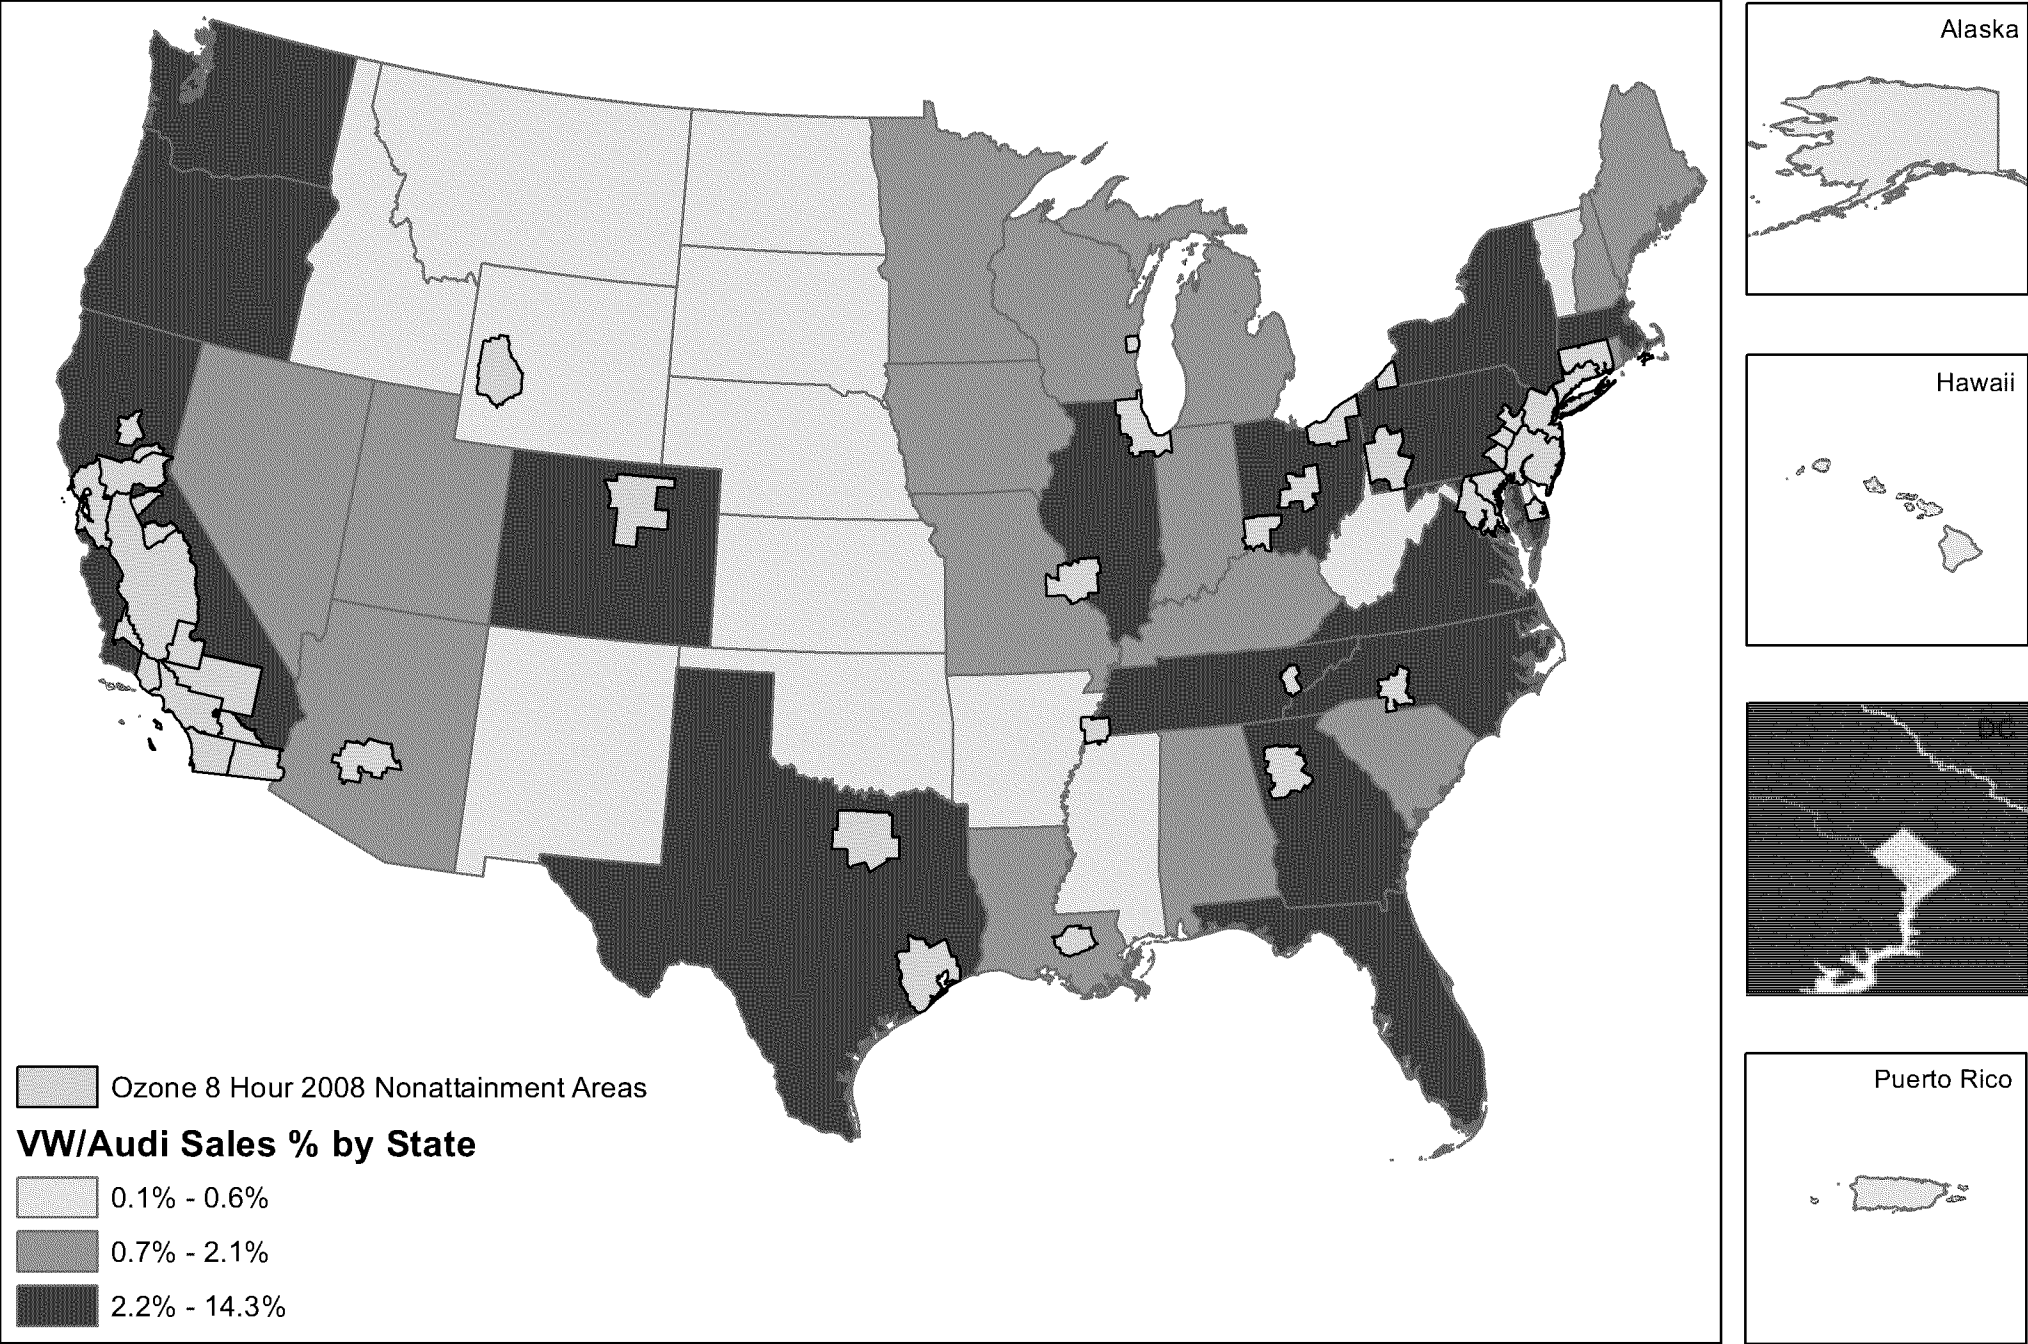 Alaska
Hawaii
DC
Puerto Rico
Ozone 8 Hour 2008 Nonattainment Areas
VW/Audi Sales % by State
0.1% - 0.6%
0.7% - 2.1%
2.2% - 14.3%